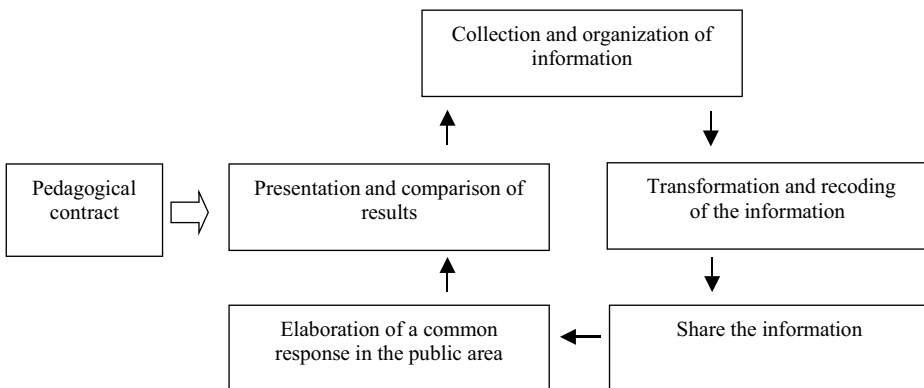 Collection and organization of
information
Pedagogical
contract
Presentation and comparison of
results
Transformation and recoding
of the information
Elaboration of a common
response in the public area
Share the information